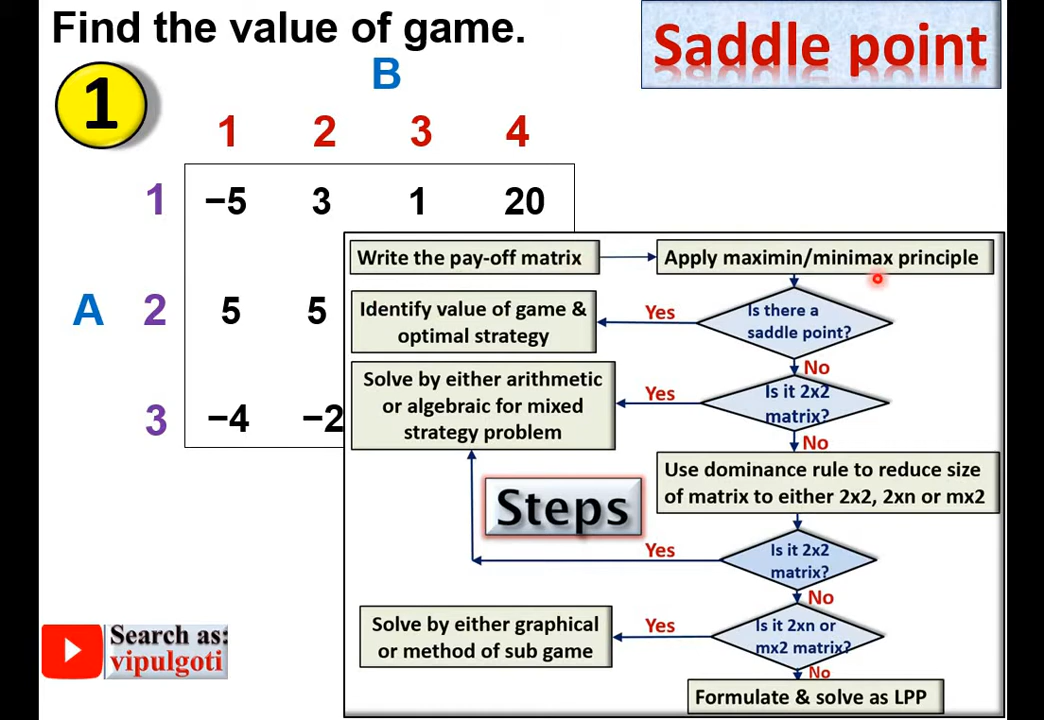 Find the value of game.
Saddle point
1
B
1 2 3 4
1 −5 3 1 20
A 2 5 5
3 −4 −2
Write the pay-off matrix
Apply maximin/minimax principle
Identify value of game &
optimal strategy
Yes
Is there a
saddle point?
No
Solve by either arithmetic
or algebraic for mixed
strategy problem
Yes
Is it 2x2
matrix?
No
Use dominance rule to reduce size
of matrix to either 2x2, 2xn or mx2
Steps
Yes
Is it 2x2
matrix?
No
Solve by either graphical
or method of sub game
Yes
Is it 2xn or
mx2 matrix?
No
Formulate & solve as LPP
Search as:
vipulgoti